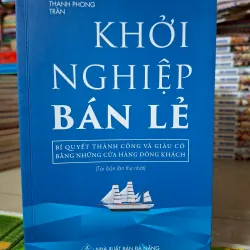 THANH PHONG
TRẦN
KHỞI
NGHIỆP
BÁN LẺ
BÍ QUYẾT THÀNH CÔNG VÀ GIÀU CÓ
BẰNG NHỮNG CỬA HÀNG ĐÔNG KHÁCH
(Tái bản lần thứ nhất)
NHÀ XUẤT BẢN ĐÀ NẴNG